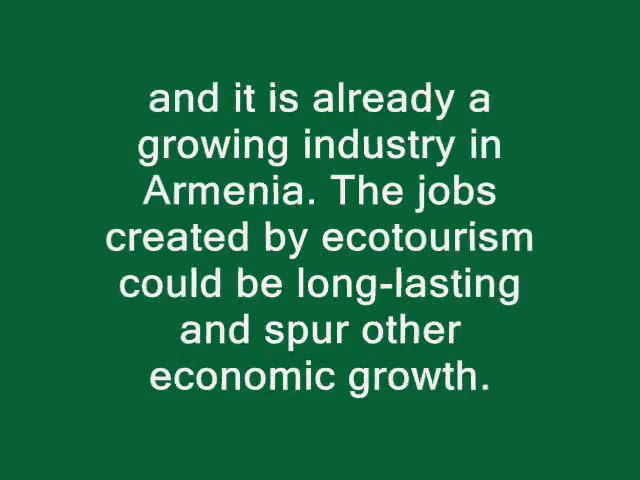 and it is already a
growing industry in
Armenia. The jobs
created by ecotourism
could be long-lasting
and spur other
economic growth.